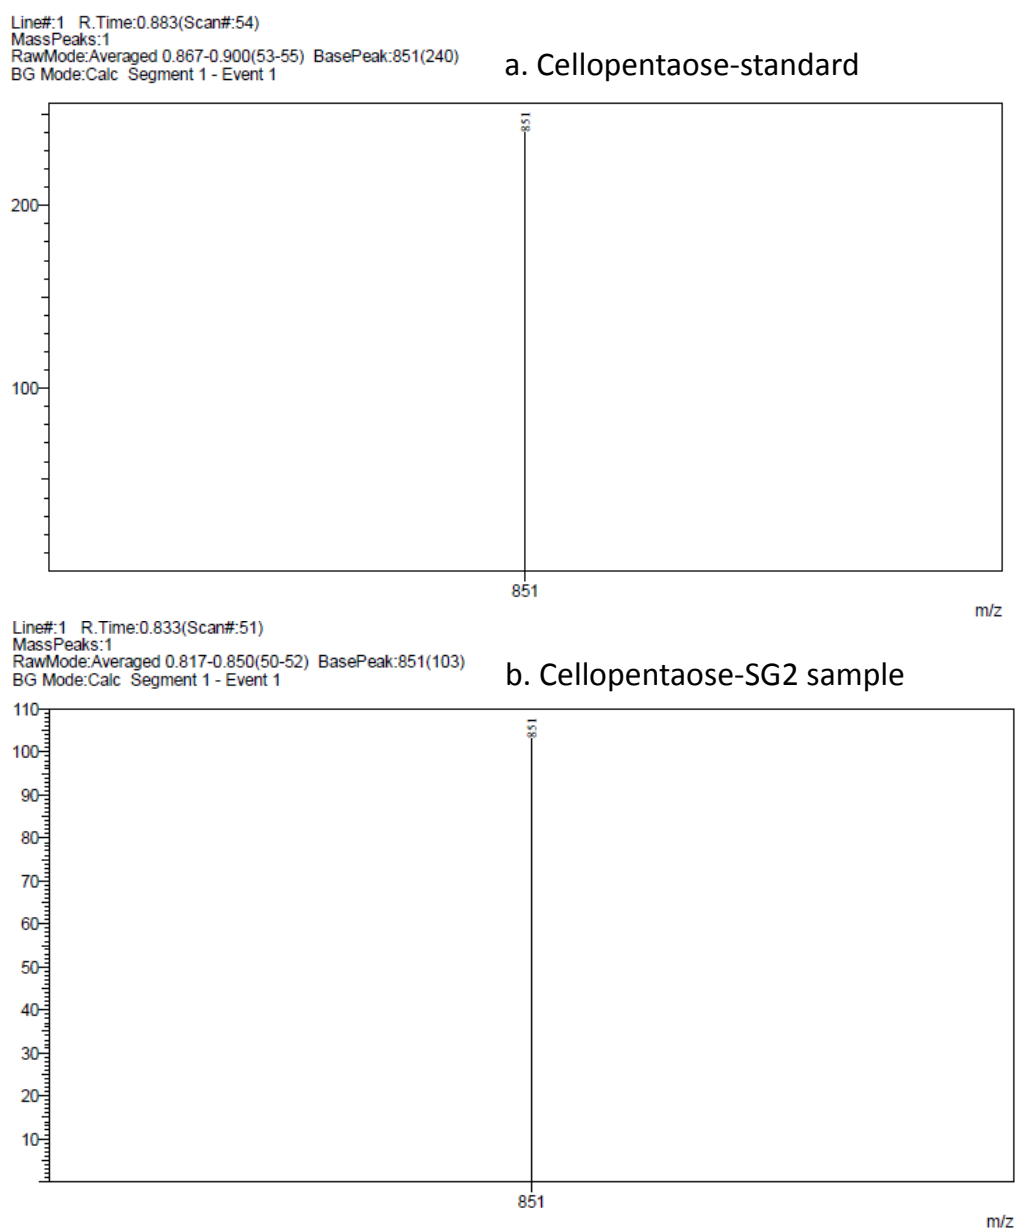 Line#:1 R.Time:0.883(Scan#:54)
MassPeaks:1
RawMode:Averaged 0.867-0.900(53-55) BasePeak:851(240)
BG Mode:Calc Segment 1 - Event 1
a. Cellopentaose-standard
851
200
100
851
m/z
Line#:1 R.Time:0.833(Scan#:51)
MassPeaks:1
RawMode:Averaged 0.817-0.850(50-52) BasePeak:851(103)
BG Mode:Calc Segment 1 - Event 1
b. Cellopentaose-SG2 sample
110
851
100
90
80
70
60
50
40
30
20
10
851
m/z